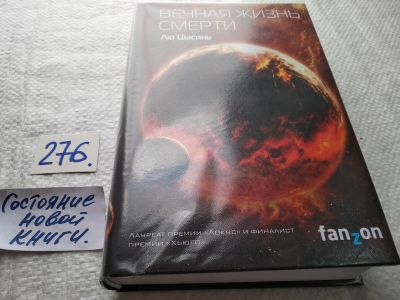 ВЕЧНАЯ ЖИЗНЬ
СМЕРТИ
Лю Цысинь
276.
Состояние
новой
книги.
ЛАУРЕАТ ПРЕМИИ «ЛОКУС» И ФИНАЛИСТ
ПРЕМИИ «ХЬЮГО»
fanzon